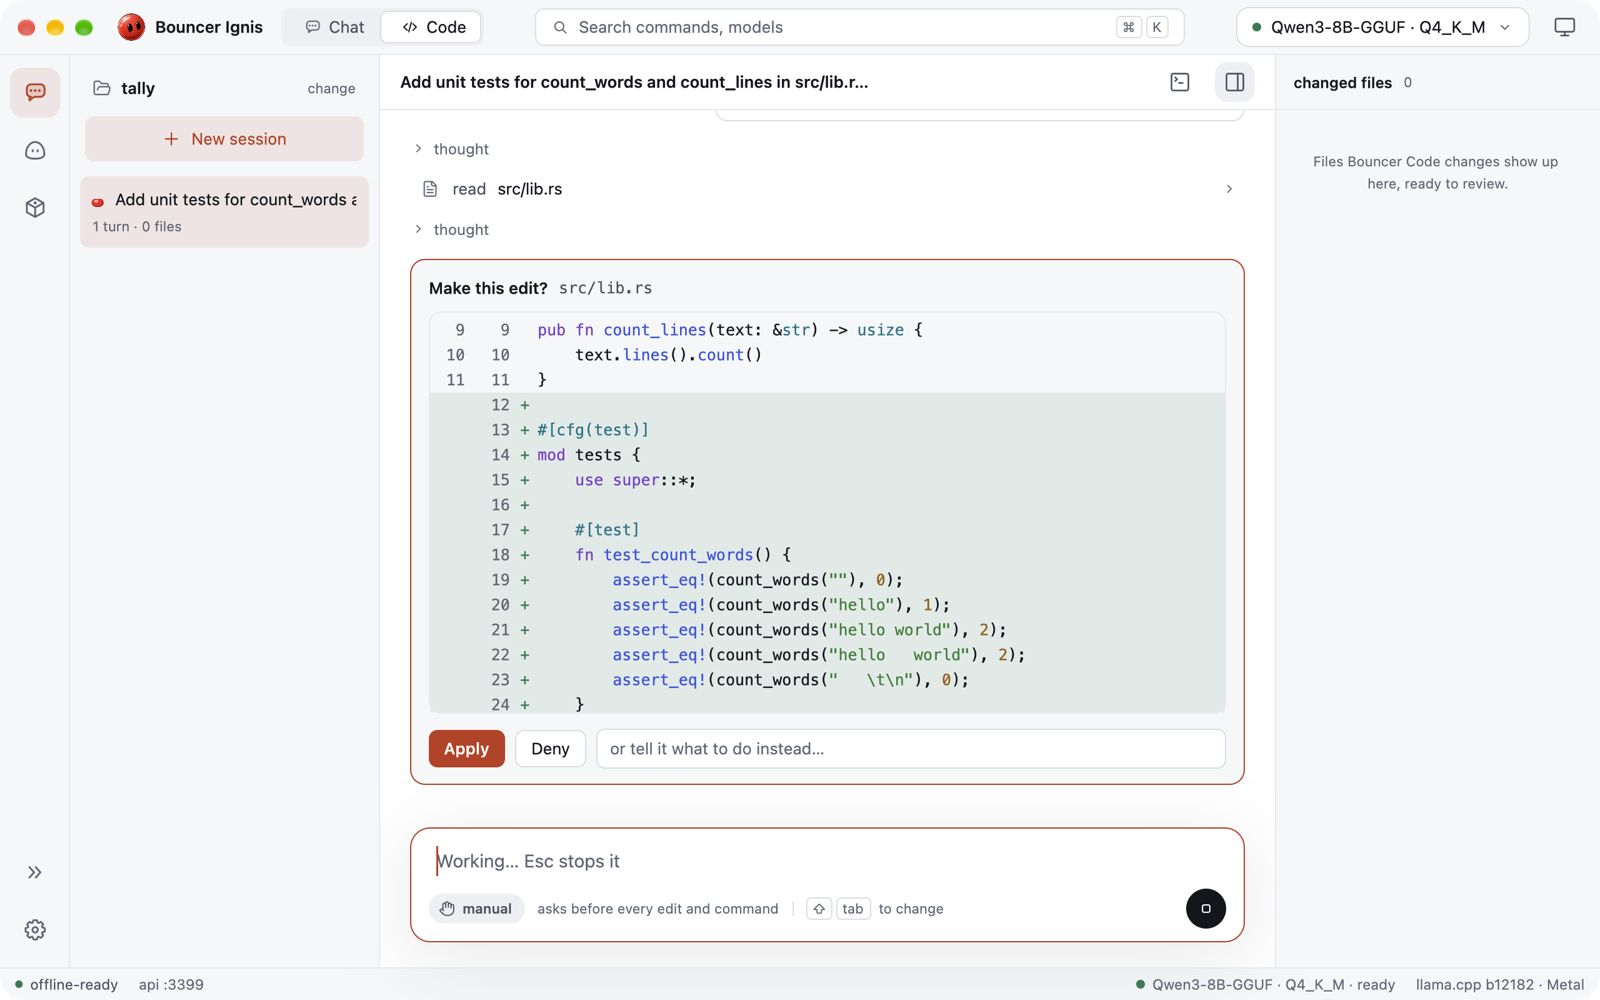 Bouncer Ignis
Chat
Code
Search commands, models
⌘ K
Qwen3-8B-GGUF · Q4_K_M
tally
change
+ New session
Add unit tests for count_words a
1 turn · 0 files
Add unit tests for count_words and count_lines in src/lib.r...
changed files 0
Files Bouncer Code changes show up
here, ready to review.
thought
read src/lib.rs
thought
Make this edit? src/lib.rs
9 9 pub fn count_lines(text: &str) -> usize {
10 10     text.lines().count()
11 11 }
12 +
13 + #[cfg(test)]
14 + mod tests {
15 +     use super::*;
16 +
17 +     #[test]
18 +     fn test_count_words() {
19 +         assert_eq!(count_words(""), 0);
20 +         assert_eq!(count_words("hello"), 1);
21 +         assert_eq!(count_words("hello world"), 2);
22 +         assert_eq!(count_words("hello   world"), 2);
23 +         assert_eq!(count_words("   \t\n"), 0);
24 +     }
Apply
Deny
or tell it what to do instead...
Working... Esc stops it
manual
asks before every edit and command
tab to change
offline-ready
api :3399
Qwen3-8B-GGUF · Q4_K_M · ready
llama.cpp b12182 · Metal